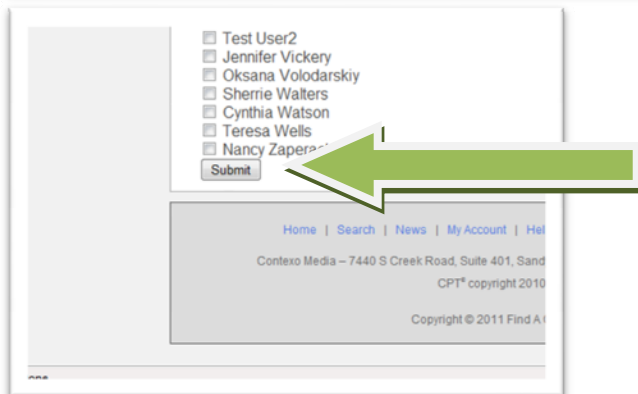 Test User2
Jennifer Vickery
Oksana Volodarskiy
Sherrie Walters
Cynthia Watson
Teresa Wells
Nancy
Submit
Home | Search | News | My Account |
Contexo Media – 7440 S Creek Road, Suite 401,
CPT® copyright 2010
Copyright © 2011 Find A